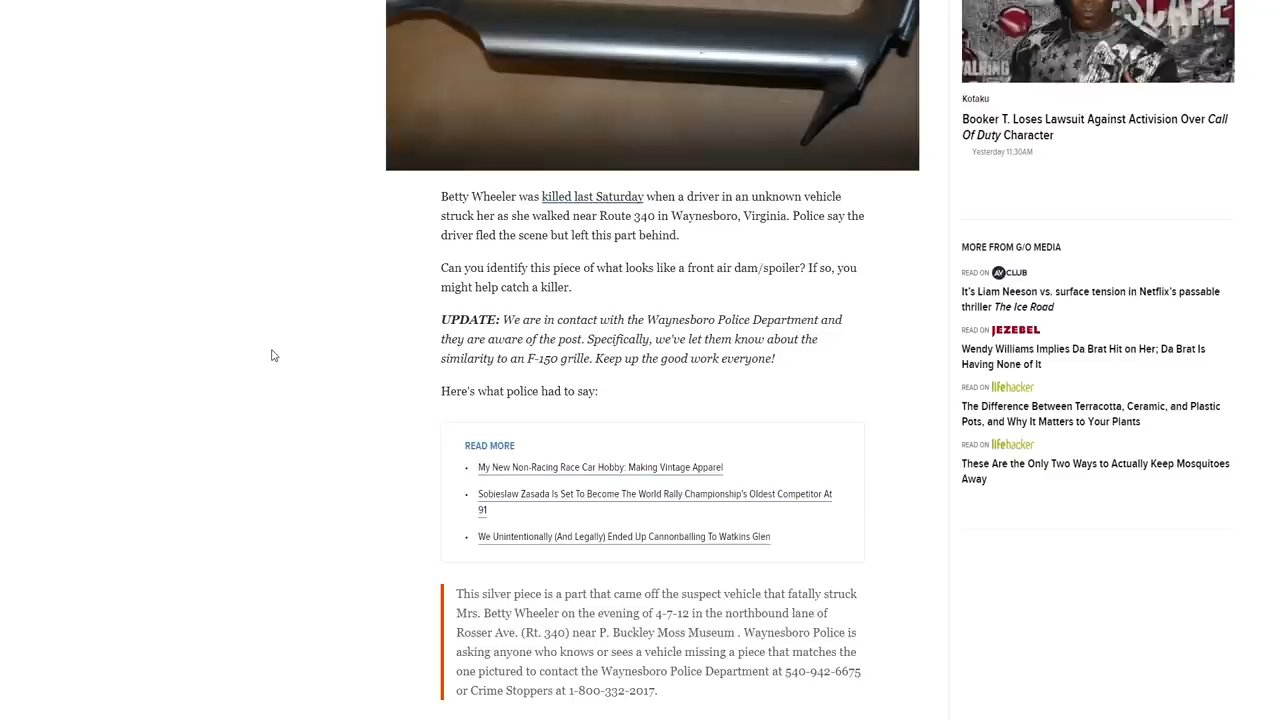 SCAPE
ALKING
Kotaku
Booker T. Loses Lawsuit Against Activision Over Call
Of Duty Character
Yesterday 11:30AM
Betty Wheeler was killed last Saturday when a driver in an unknown vehicle
struck her as she walked near Route 340 in Waynesboro, Virginia. Police say the
driver fled the scene but left this part behind.
Can you identify this piece of what looks like a front air dam/spoiler? If so, you
might help catch a killer.
UPDATE: We are in contact with the Waynesboro Police Department and
they are aware of the post. Specifically, we've let them know about the
similarity to an F-150 grille. Keep up the good work everyone!
Here's what police had to say:
READ MORE
• My New Non-Racing Race Car Hobby: Making Vintage Apparel
• Sobieslaw Zasada Is Set To Become The World Rally Championship's Oldest Competitor At
91
• We Unintentionally (And Legally) Ended Up Cannonballing To Watkins Glen
This silver piece is a part that came off the suspect vehicle that fatally struck
Mrs. Betty Wheeler on the evening of 4-7-12 in the northbound lane of
Rosser Ave. (Rt. 340) near P. Buckley Moss Museum . Waynesboro Police is
asking anyone who knows or sees a vehicle missing a piece that matches the
one pictured to contact the Waynesboro Police Department at 540-942-6675
or Crime Stoppers at 1-800-332-2017.
MORE FROM G/O MEDIA
READ ON AV CLUB
It's Liam Neeson vs. surface tension in Netflix's passable
thriller The Ice Road
READ ON JEZEBEL
Wendy Williams Implies Da Brat Hit on Her; Da Brat Is
Having None of It
READ ON lifehacker
The Difference Between Terracotta, Ceramic, and Plastic
Pots, and Why It Matters to Your Plants
READ ON lifehacker
These Are the Only Two Ways to Actually Keep Mosquitoes
Away